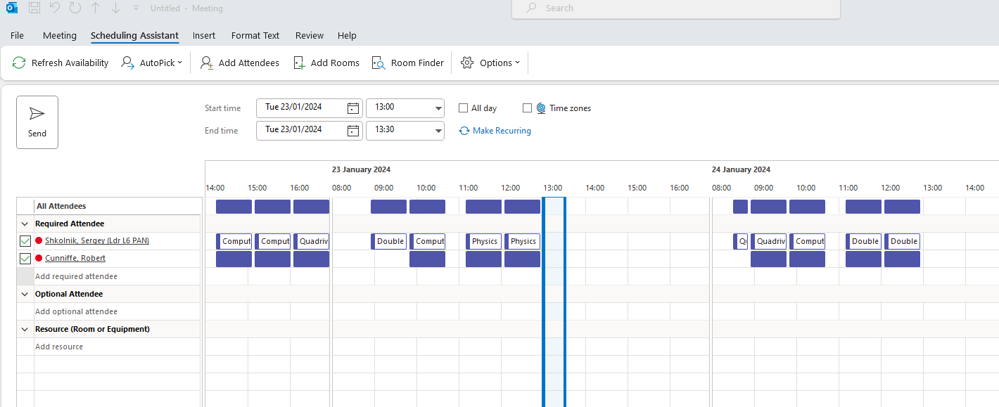 Untitled - Meeting
Search
File Meeting Scheduling Assistant Insert Format Text Review Help
Refresh Availability AutoPick Add Attendees Add Rooms Room Finder Options
Send
Start time Tue 23/01/2024 13:00 All day Time zones
End time Tue 23/01/2024 13:30 Make Recurring
23 January 2024 24 January 2024
14:00 15:00 16:00 08:00 09:00 10:00 11:00 12:00 13:00 14:00 15:00 16:00 08:00 09:00 10:00 11:00 12:00 13:00 14:00
All Attendees
Required Attendee
Shkolnik, Sergey (Ldr L6 PAN) Comput Comput Quadriv Double Comput Physics Physics Qu Quadriv Comput Double Double
Cunniffe, Robert
Add required attendee
Optional Attendee
Add optional attendee
Resource (Room or Equipment)
Add resource